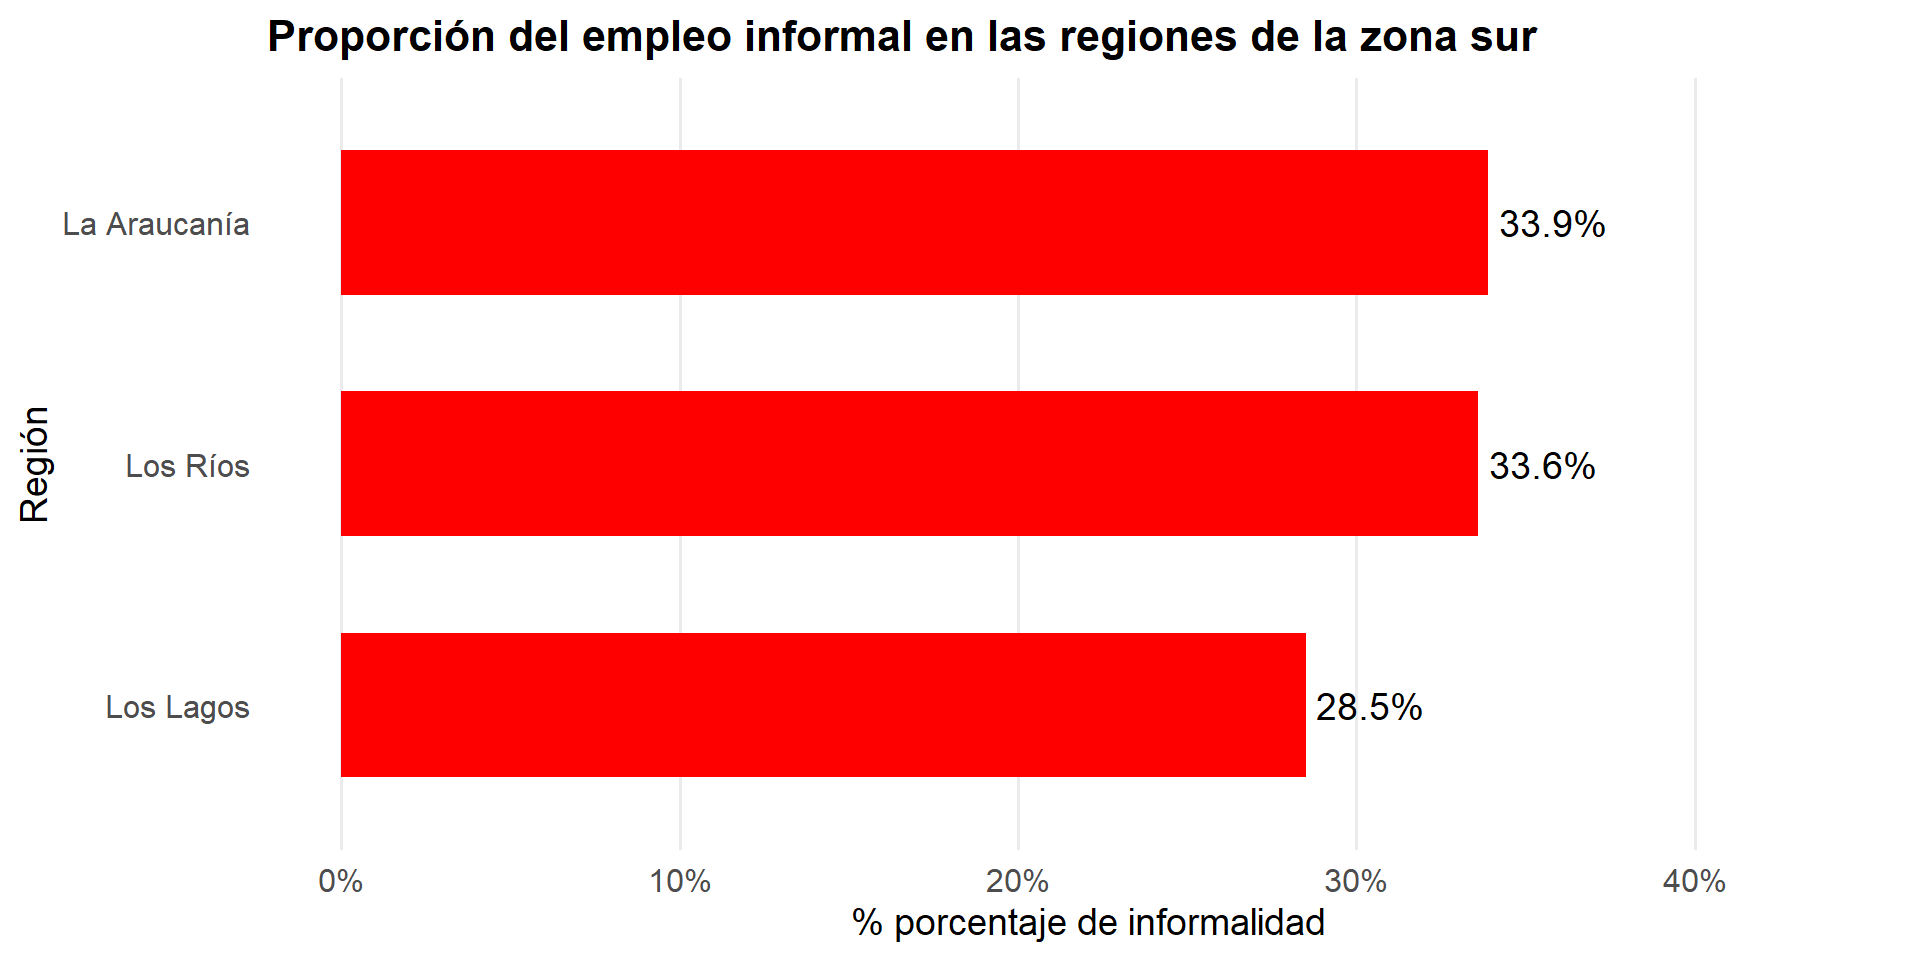 Proporción del empleo informal en las regiones de la zona sur
La Araucanía
33.9%
Región
Los Ríos
33.6%
Los Lagos
28.5%
0% 10% 20% 30% 40%
% porcentaje de informalidad